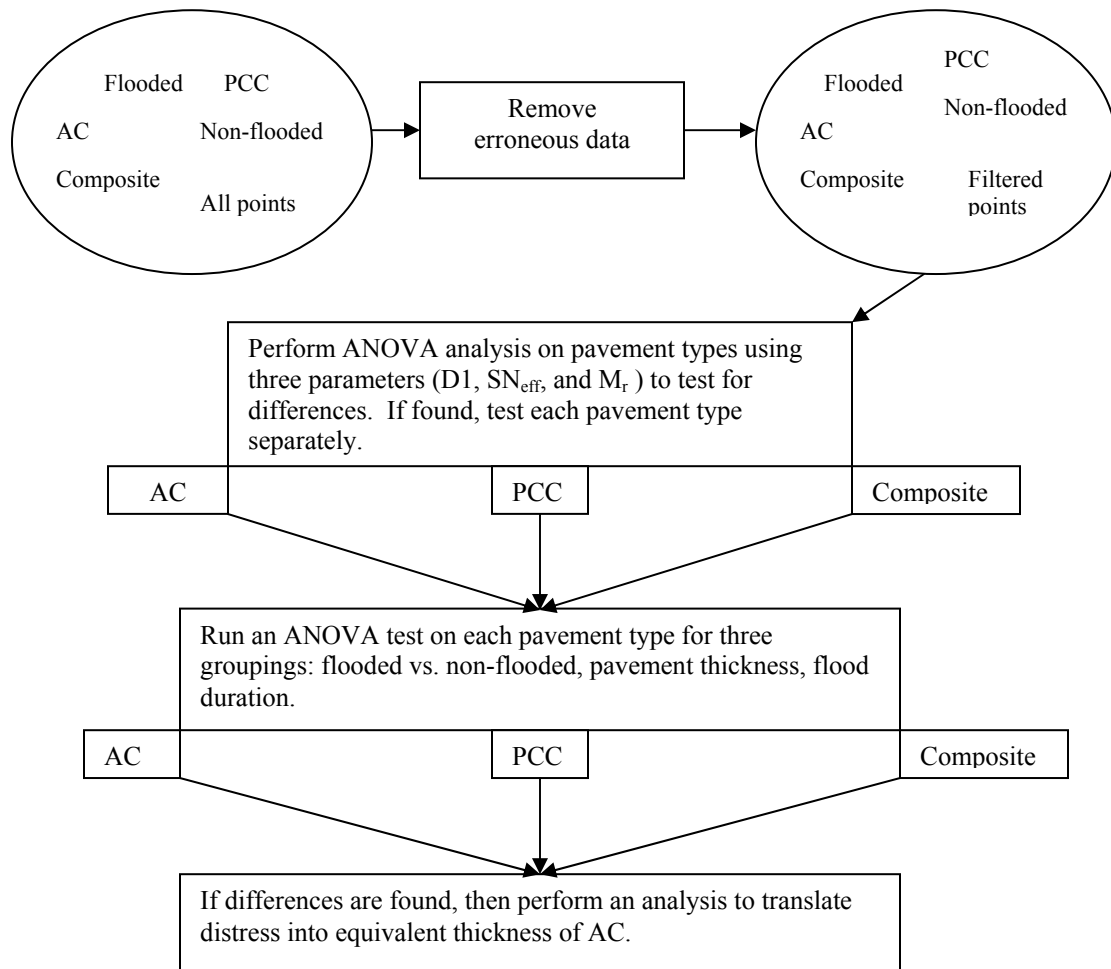 Flooded PCC
AC Non-flooded
Composite
All points
Remove
erroneous data
PCC
Flooded
Non-flooded
AC
Composite Filtered
points
Perform ANOVA analysis on pavement types using
three parameters (D1, SNeff, and Mr ) to test for
differences.  If found, test each pavement type
separately.
AC PCC Composite
Run an ANOVA test on each pavement type for three
groupings: flooded vs. non-flooded, pavement thickness, flood
duration.
AC PCC Composite
If differences are found, then perform an analysis to translate
distress into equivalent thickness of AC.